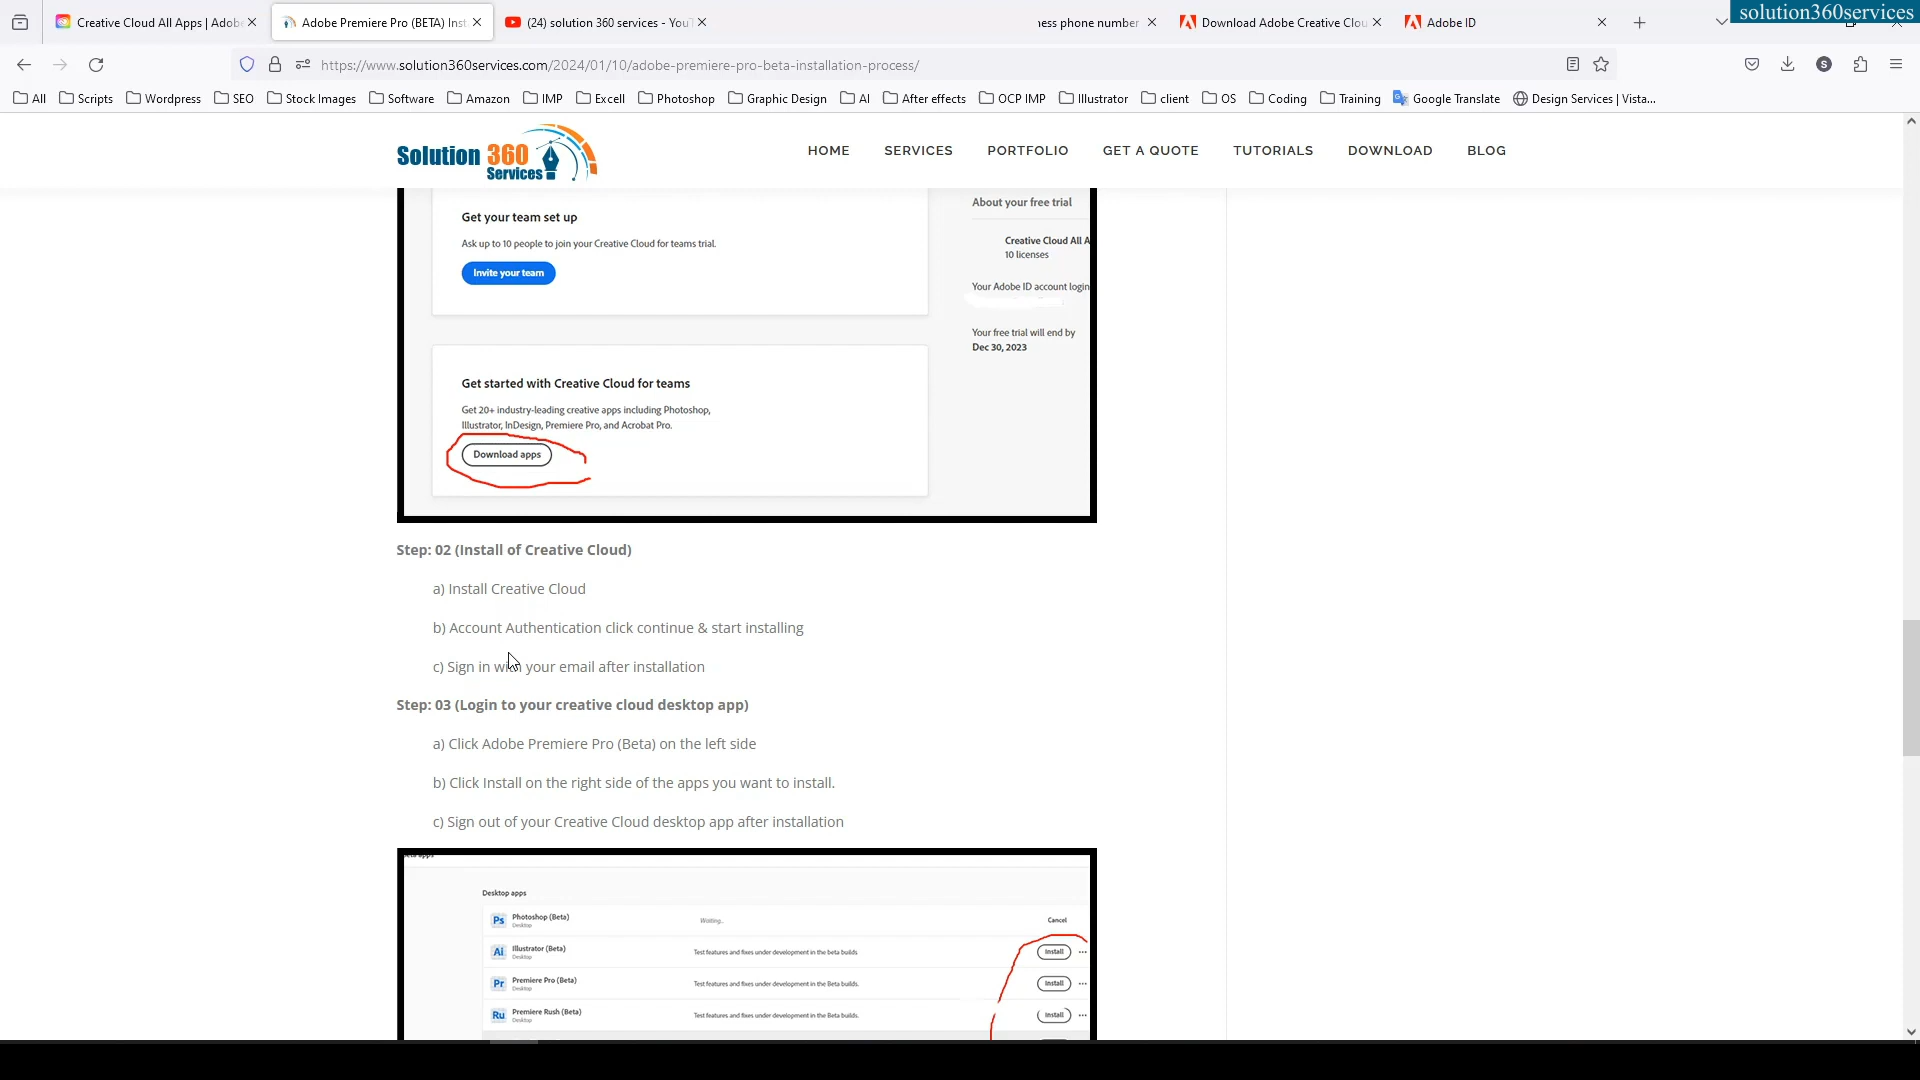 solution360services
Creative Cloud All Apps | Adob
Adobe Premiere Pro (BETA) Inst
(24) solution 360 services - YouT
ness phone number
Download Adobe Creative Clou
Adobe ID
https://www.solution360services.com/2024/01/10/adobe-premiere-pro-beta-installation-process/
S
All
Scripts
Wordpress
SEO
Stock Images
Software
Amazon
IMP
Excell
Photoshop
Graphic Design
AI
After effects
OCP IMP
Illustrator
client
OS
Coding
Training
Google Translate
Design Services | Vista...
Solution 360
Services
HOME
SERVICES
PORTFOLIO
GET A QUOTE
TUTORIALS
DOWNLOAD
BLOG
Get your team set up
Ask up to 10 people to join your Creative Cloud for teams trial.
Invite your team
About your free trial
Creative Cloud All A
10 licenses
Your Adobe ID account login
Your free trial will end by
Dec 30, 2023
Get started with Creative Cloud for teams
Get 20+ industry-leading creative apps including Photoshop,
Illustrator, InDesign, Premiere Pro, and Acrobat Pro.
Download apps
Step: 02 (Install of Creative Cloud)
a) Install Creative Cloud
b) Account Authentication click continue & start installing
c) Sign in with your email after installation
Step: 03 (Login to your creative cloud desktop app)
a) Click Adobe Premiere Pro (Beta) on the left side
b) Click Install on the right side of the apps you want to install.
c) Sign out of your Creative Cloud desktop app after installation
Desktop apps
Ps Photoshop (Beta)
Desktop
Waiting...
Cancel
Ai Illustrator (Beta)
Desktop
Test features and fixes under development in the Beta builds.
Install
Pr Premiere Pro (Beta)
Desktop
Test features and fixes under development in the Beta builds.
Install
Ru Premiere Rush (Beta)
Desktop
Test features and fixes under development in the Beta builds.
Install